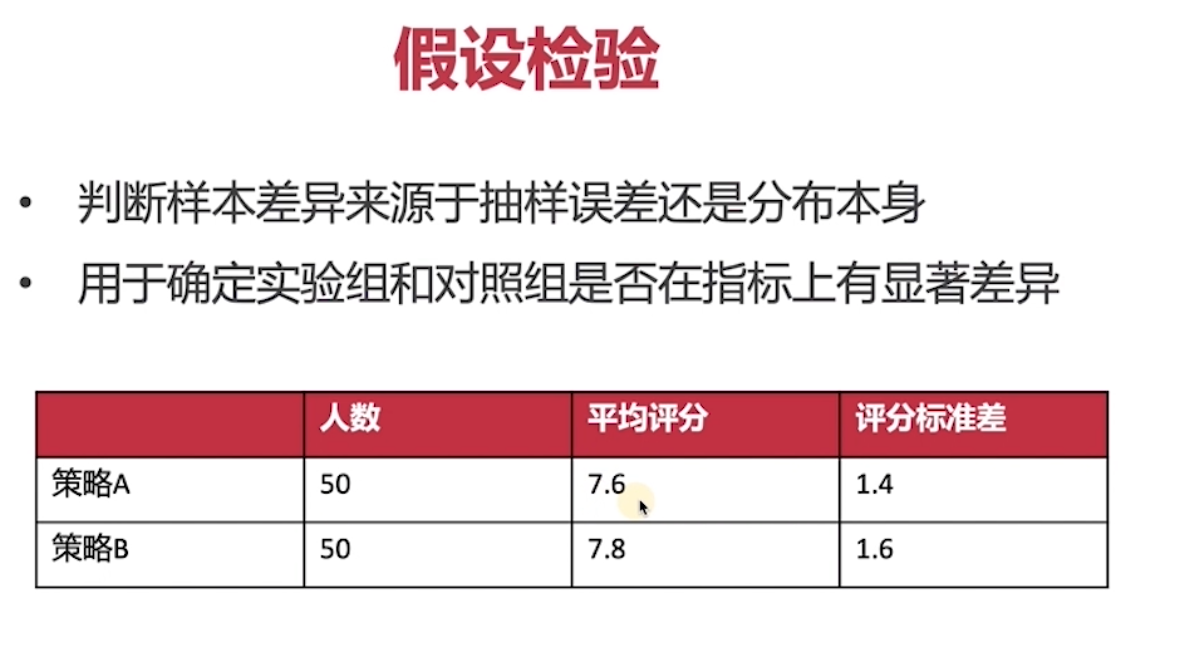 假设检验
• 判断样本差异来源于抽样误差还是分布本身
• 用于确定实验组和对照组是否在指标上有显著差异
人数 平均评分 评分标准差
策略A 50 7.6 1.4
策略B 50 7.8 1.6